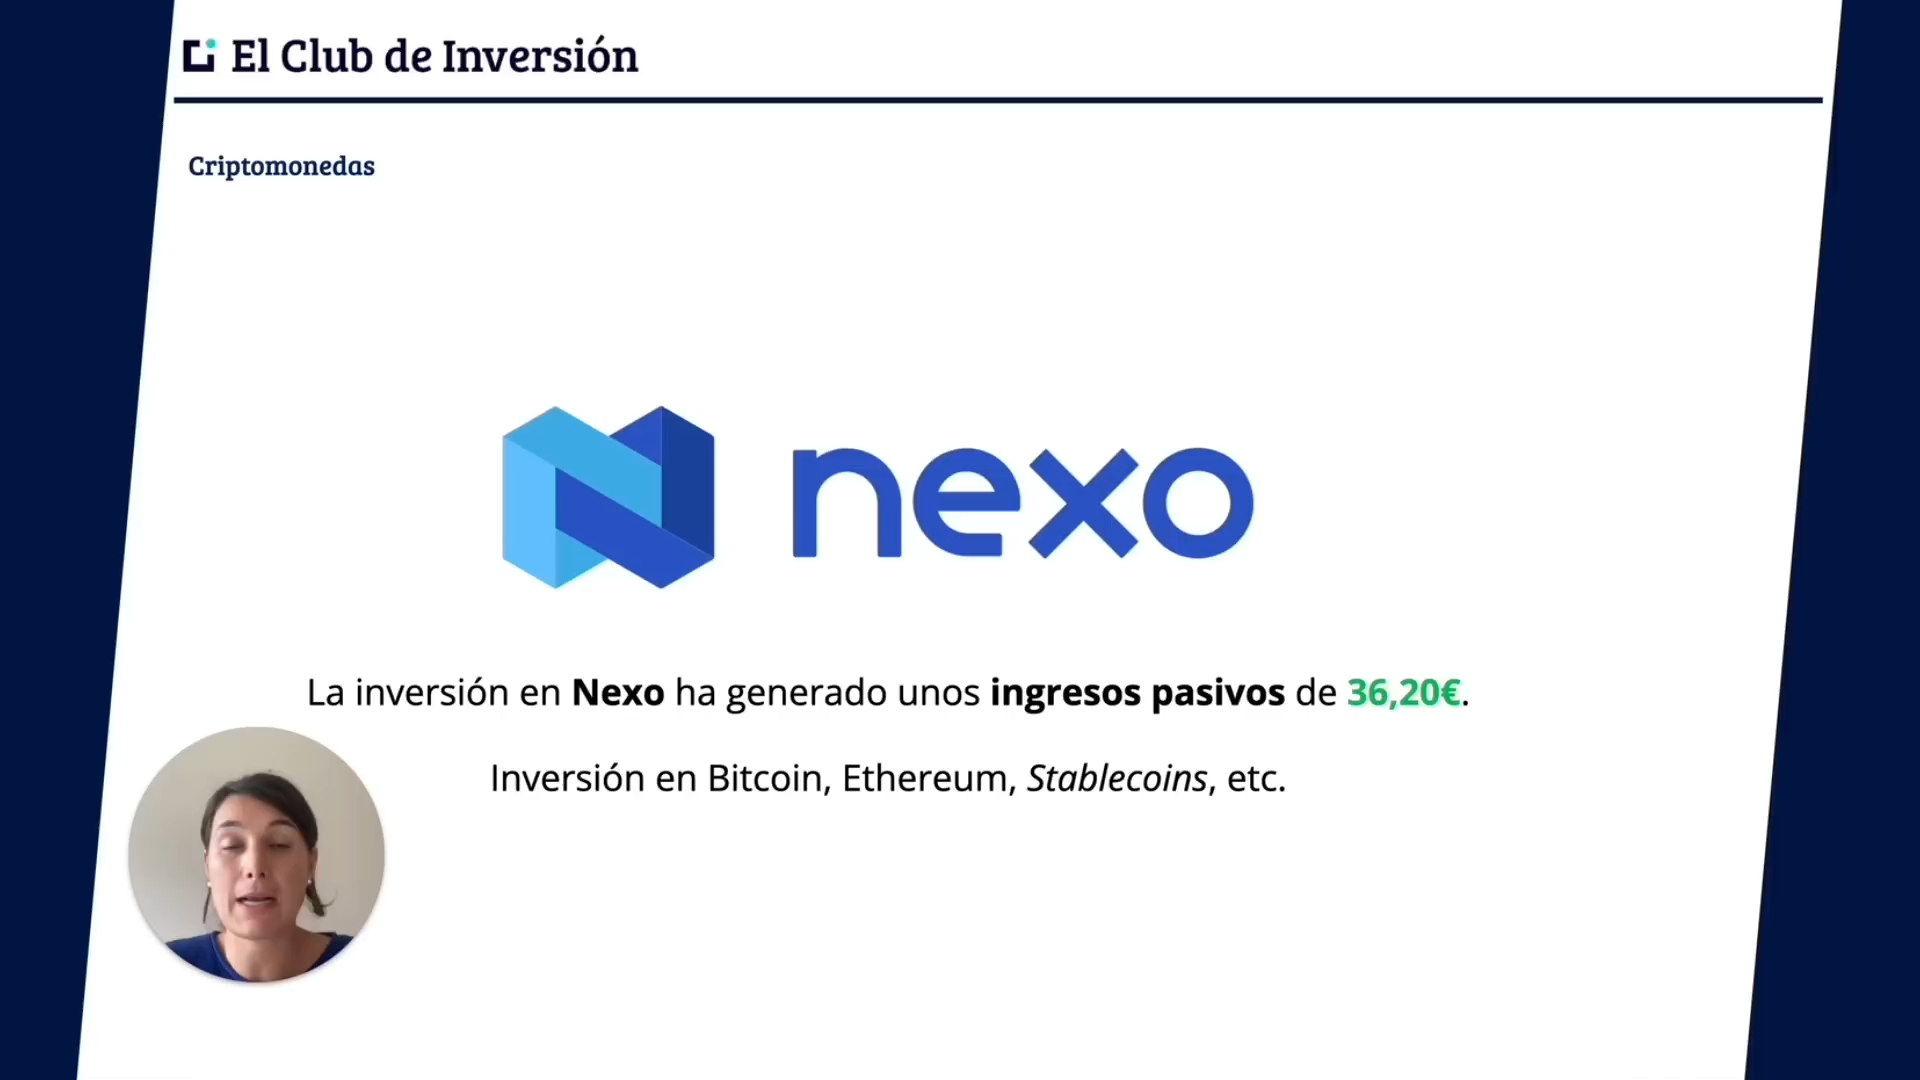 El Club de Inversión
Criptomonedas
nexo
La inversión en Nexo ha generado unos ingresos pasivos de 36,20€.
Inversión en Bitcoin, Ethereum, Stablecoins, etc.